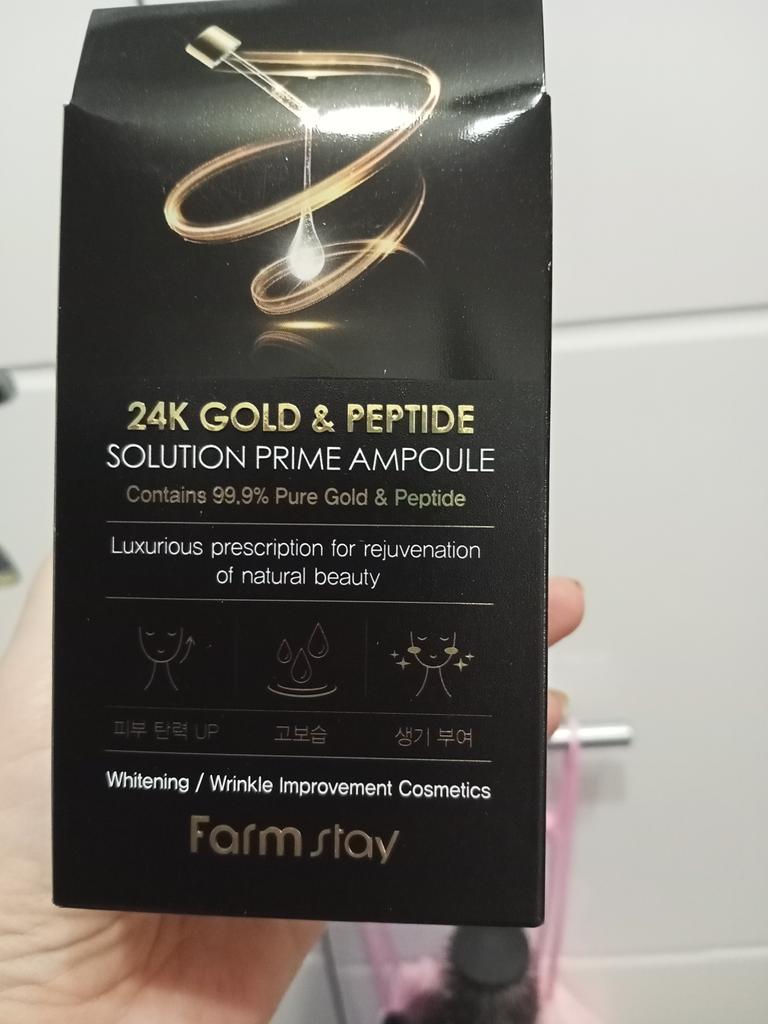 24K GOLD & PEPTIDE
SOLUTION PRIME AMPOULE
Contains 99.9% Pure Gold & Peptide
Luxurious prescription for rejuvenation
of natural beauty
피부 탄력 UP
고보습
생기 부여
Whitening / Wrinkle Improvement Cosmetics
Farm stay